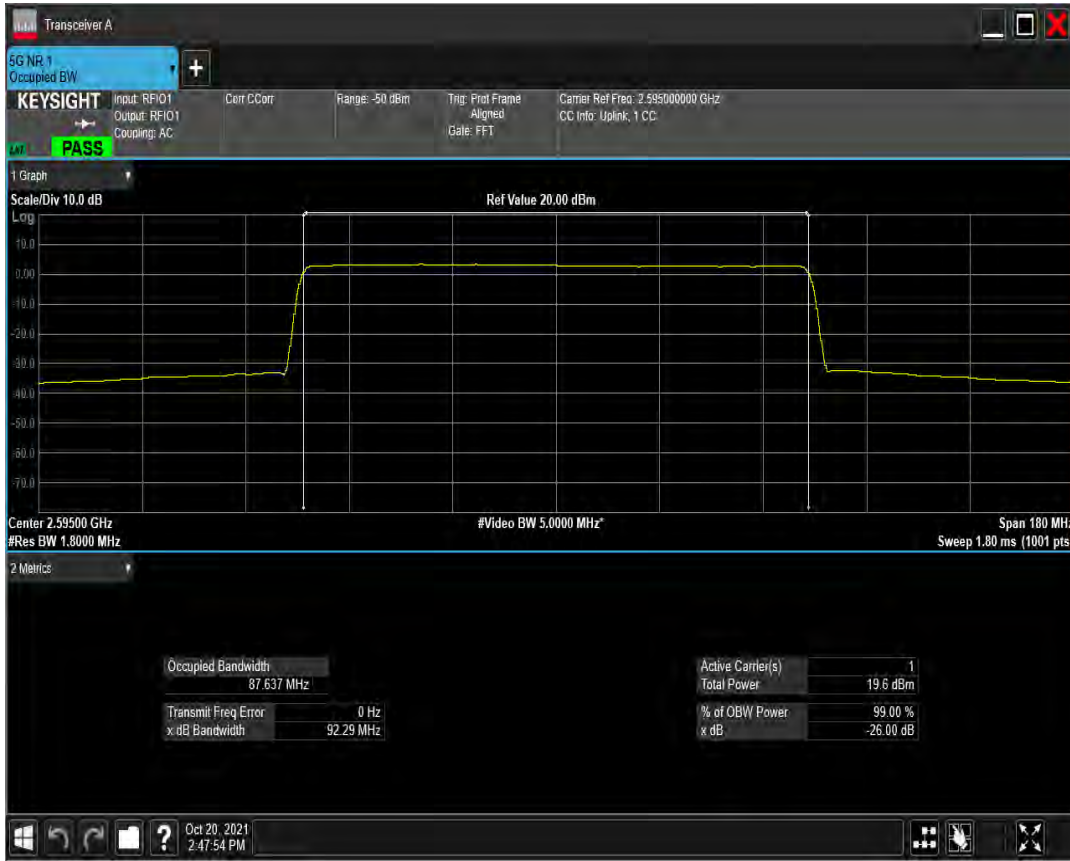 Transceiver A
5G NR 1
Occupied BW
+
KEYSIGHT
PASS
Input: RFIO1
Output: RFIO1
Coupling: AC
Corr CCorr
Range: -50 dBm
Trig: Prot Frame
Aligned
Gate: FFT
Carrier Ref Freq: 2.595000000 GHz
CC Info: Uplink, 1 CC
1 Graph
Scale/Div 10.0 dB
Ref Value 20.00 dBm
Log
10.0
0.00
-10.0
-20.0
-30.0
-40.0
-50.0
-60.0
-70.0
Center 2.59500 GHz
#Video BW 5.0000 MHz*
Span 180 MHz
#Res BW 1.8000 MHz
Sweep 1.80 ms (1001 pts
2 Metrics
Occupied Bandwidth
87.637 MHz
Transmit Freq Error 0 Hz
x dB Bandwidth 92.29 MHz
Active Carrier(s) 1
Total Power 19.6 dBm
% of OBW Power 99.00 %
x dB -26.00 dB
?
Oct 20, 2021
2:47:54 PM